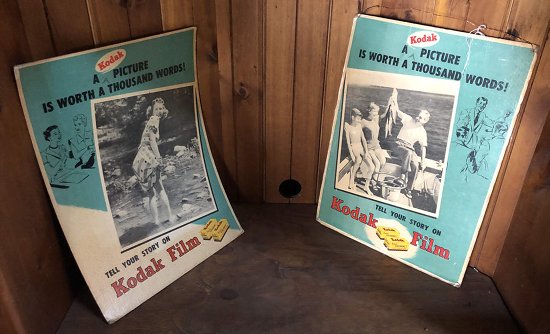 Kodak
A PICTURE
IS WORTH A THOUSAND WORDS!
TELL YOUR STORY ON
Kodak Film
Kodak
A PICTURE
IS WORTH A THOUSAND WORDS!
TELL YOUR STORY ON
Kodak Film